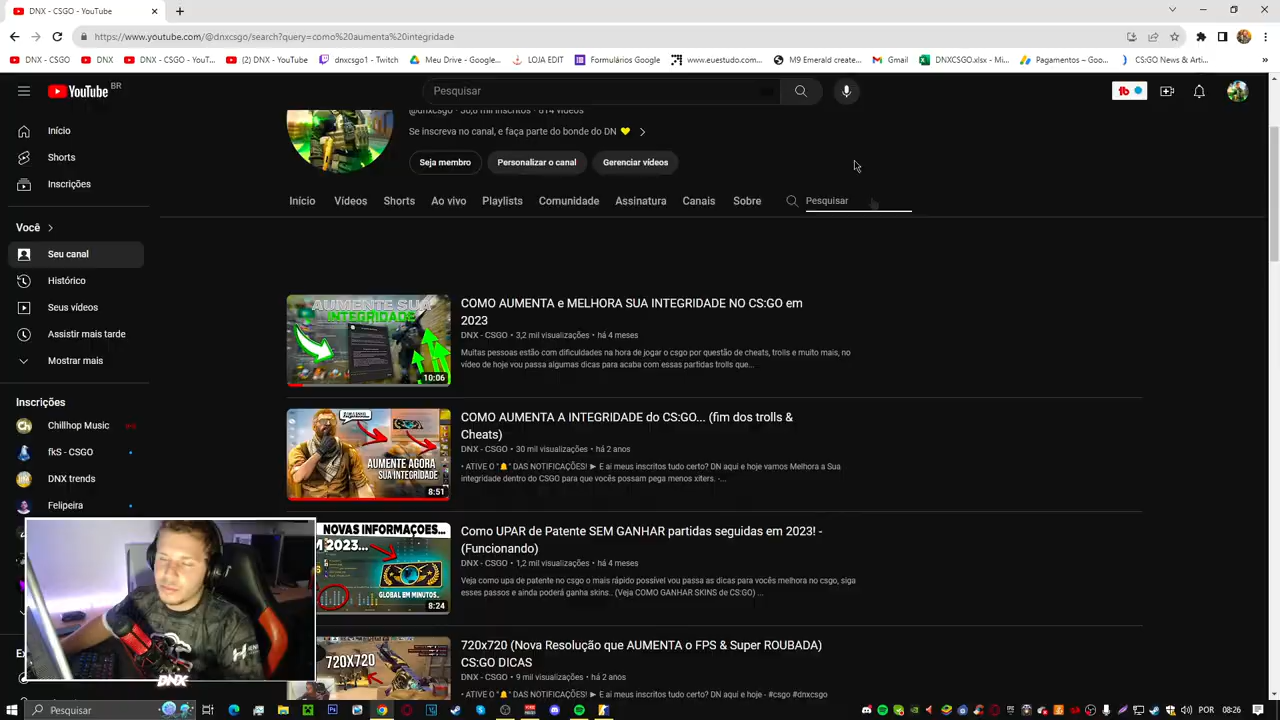 DNX - CSGO - YouTube
https://www.youtube.com/@dnxcsgo/search?query=como%20aumenta%20integridade
DNX - CSGO - YouTube
DNX
DNX - CSGO - YouT...
(2) DNX - YouTube
dnxcsgo1 - Twitch
Meu Drive - Google...
LOJA EDIT
Formulários Google
www.euestudo.com...
M9 Emerald create...
Gmail
DNXCSGO.xlsx - Mi...
Pagamentos – Goo...
CS:GO News & Arti...
YouTube BR
Pesquisar
Início
Shorts
Inscrições
Você
Seu canal
Histórico
Seus vídeos
Assistir mais tarde
Mostrar mais
Inscrições
Chillhop Music
fkS - CSGO
DNX trends
Felipeira
Se inscreva no canal, e faça parte do bonde do DN 💛
Seja membro
Personalizar o canal
Gerenciar vídeos
Início
Vídeos
Shorts
Ao vivo
Playlists
Comunidade
Assinatura
Canais
Sobre
Pesquisar
AUMENTE SUA
INTEGRIDADE
10:06
COMO AUMENTA e MELHORA SUA INTEGRIDADE NO CS:GO em
2023
DNX - CSGO • 3,2 mil visualizações • há 4 meses
Muitas pessoas estão com dificuldades na hora de jogar o csgo por questão de cheats, trolls e muito mais, no
vídeo de hoje vou passa algumas dicas para acaba com essas partidas trolls que...
AUMENTE AGORA
SUA INTEGRIDADE
8:51
COMO AUMENTA A INTEGRIDADE do CS:GO... (fim dos trolls &
Cheats)
DNX - CSGO • 30 mil visualizações • há 2 anos
• ATIVE O "🔔" DAS NOTIFICAÇÕES! ► E ai meus inscritos tudo certo? DN aqui e hoje vamos Melhora a Sua
integridade dentro do CSGO para que vocês possam pega menos xiters. -...
NOVAS INFORMAÇOES...
M 2023...
GLOBAL EM MINUTOS..
8:24
Como UPAR de Patente SEM GANHAR partidas seguidas em 2023! -
(Funcionando)
DNX - CSGO • 1,2 mil visualizações • há 4 meses
Veja como upa de patente no csgo o mais rápido possível vou passa as dicas para vocês melhora no csgo, siga
esses passos e ainda poderá ganha skins.. (Veja COMO GANHAR SKINS de CS:GO) ...
720X720
720x720 (Nova Resolução que AUMENTA o FPS & Super ROUBADA)
CS:GO DICAS
DNX - CSGO • 9 mil visualizações • há 2 anos
• ATIVE O "🔔" DAS NOTIFICAÇÕES! ► E ai meus inscritos tudo certo? DN aqui e hoje - #csgo #dnxcsgo
DNX
Pesquisar
POR
08:26